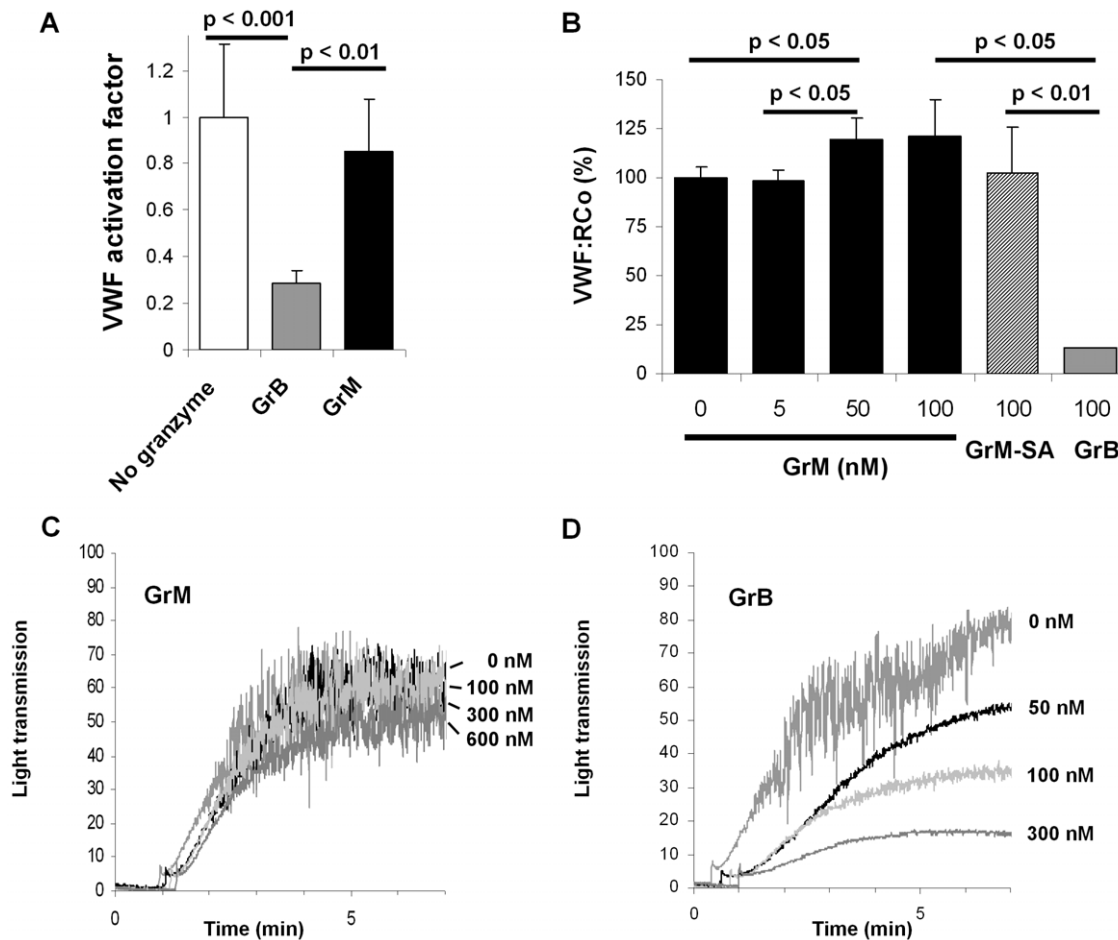 A
p < 0.001
p < 0.01
VWF activation factor
1.2
1
0.8
0.6
0.4
0.2
0
No granzyme
GrB
GrM
B
p < 0.05
p < 0.05
p < 0.05
p < 0.01
VWF:RCo (%)
150
125
100
75
50
25
0
0 5 50 100 100 100
GrM (nM)
GrM-SA
GrB
C
GrM
Light transmission
100
90
80
70
60
50
40
30
20
10
0
0 nM
100 nM
300 nM
600 nM
0 5
Time (min)
D
GrB
Light transmission
100
90
80
70
60
50
40
30
20
10
0
0 nM
50 nM
100 nM
300 nM
0 5
Time (min)